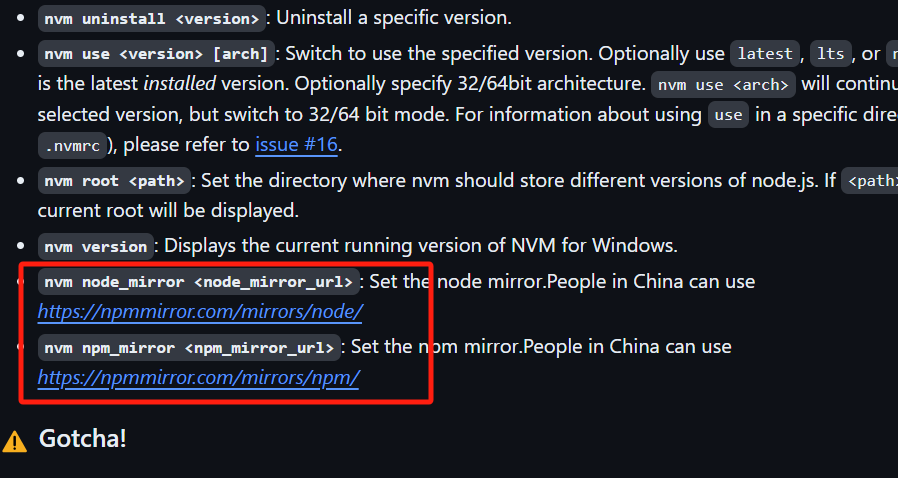 nvm uninstall <version>: Uninstall a specific version.
nvm use <version> [arch]: Switch to use the specified version. Optionally use latest, lts, or
is the latest installed version. Optionally specify 32/64bit architecture. nvm use <arch> will
selected version, but switch to 32/64 bit mode. For information about using use in a specific
.nvmrc), please refer to issue #16.
nvm root <path>: Set the directory where nvm should store different versions of node.js. If <path>
current root will be displayed.
nvm version: Displays the current running version of NVM for Windows.
nvm node_mirror <node_mirror_url>: Set the node mirror.People in China can use
https://npmmirror.com/mirrors/node/
nvm npm_mirror <npm_mirror_url>: Set the npm mirror.People in China can use
https://npmmirror.com/mirrors/npm/
Gotcha!